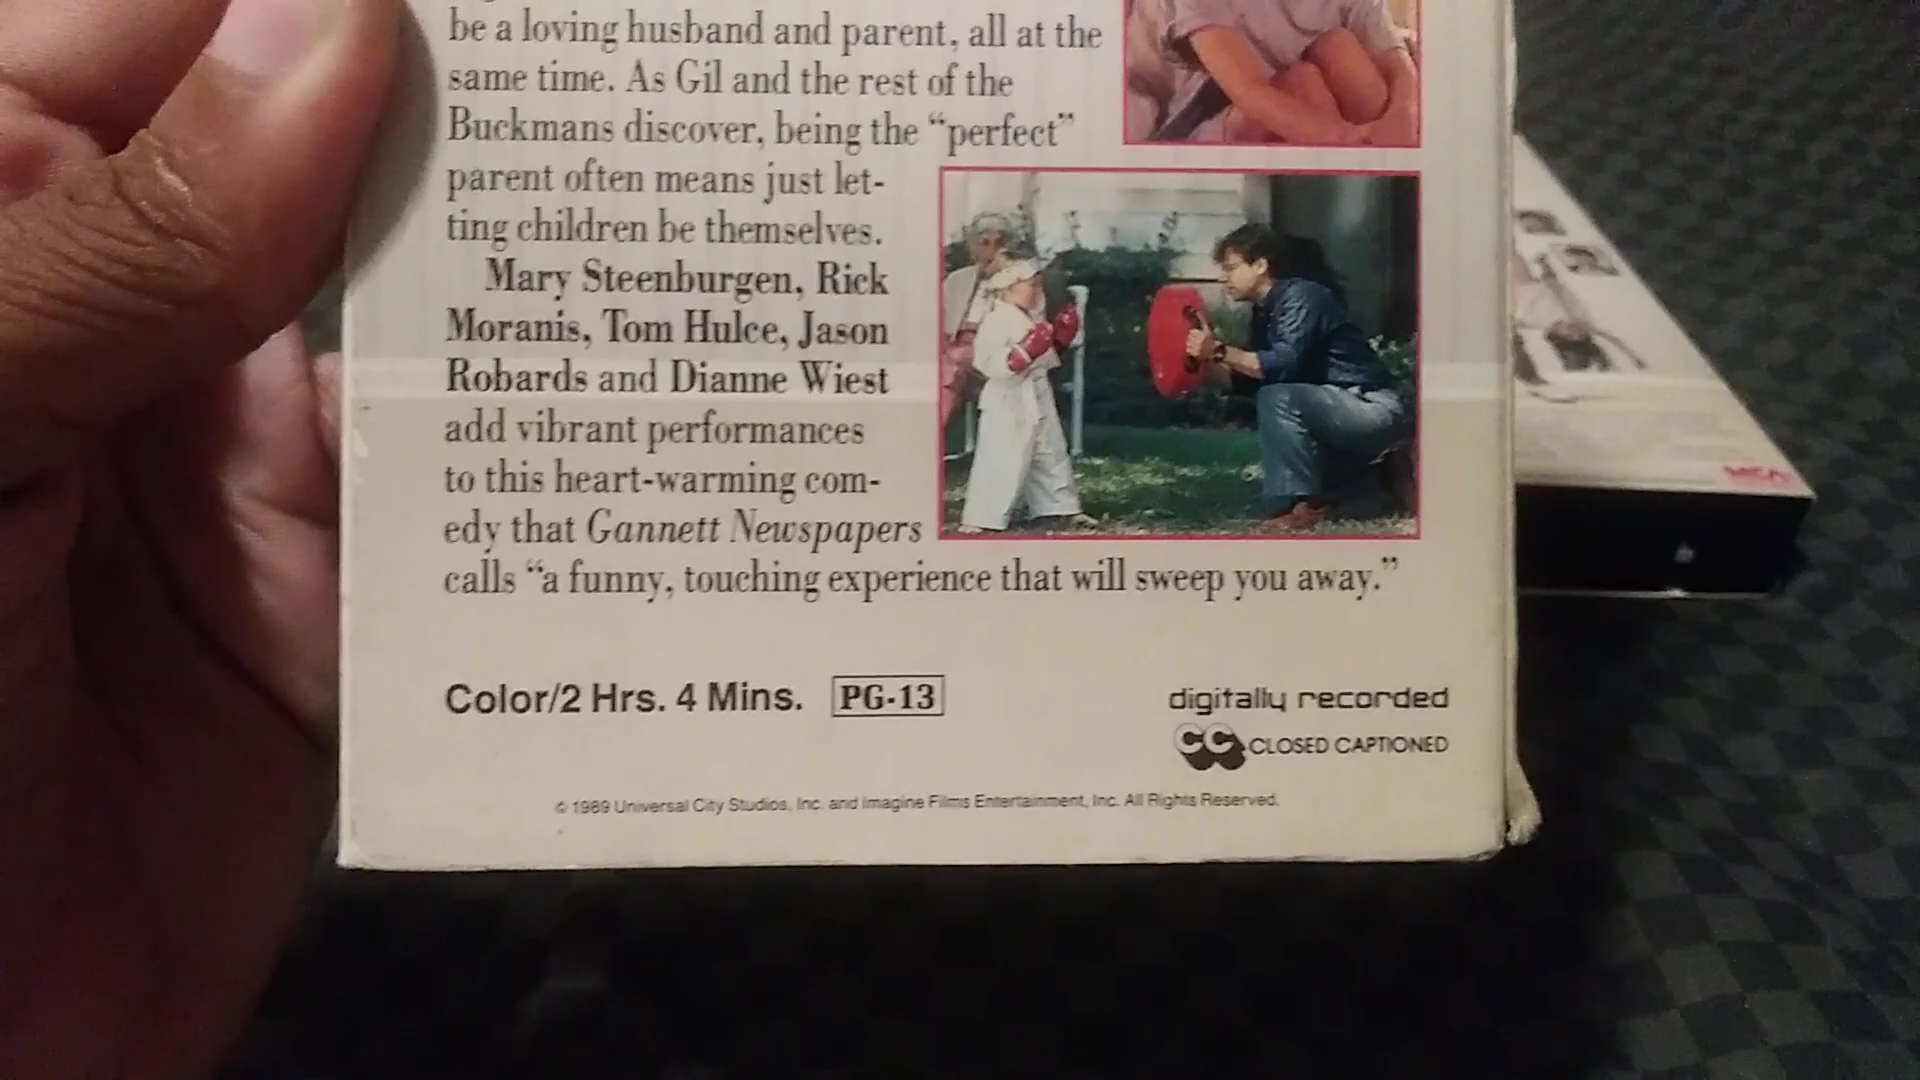 be a loving husband and parent, all at the
same time. As Gil and the rest of the
Buckmans discover, being the “perfect”
parent often means just let-
ting children be themselves.
Mary Steenburgen, Rick
Moranis, Tom Hulce, Jason
Robards and Dianne Wiest
add vibrant performances
to this heart-warming com-
edy that Gannett Newspapers
calls “a funny, touching experience that will sweep you away.”
Color/2 Hrs. 4 Mins. PG-13
digitally recorded
CC CLOSED CAPTIONED
© 1989 Universal City Studios, Inc. and Imagine Films Entertainment, Inc. All Rights Reserved.
MCA